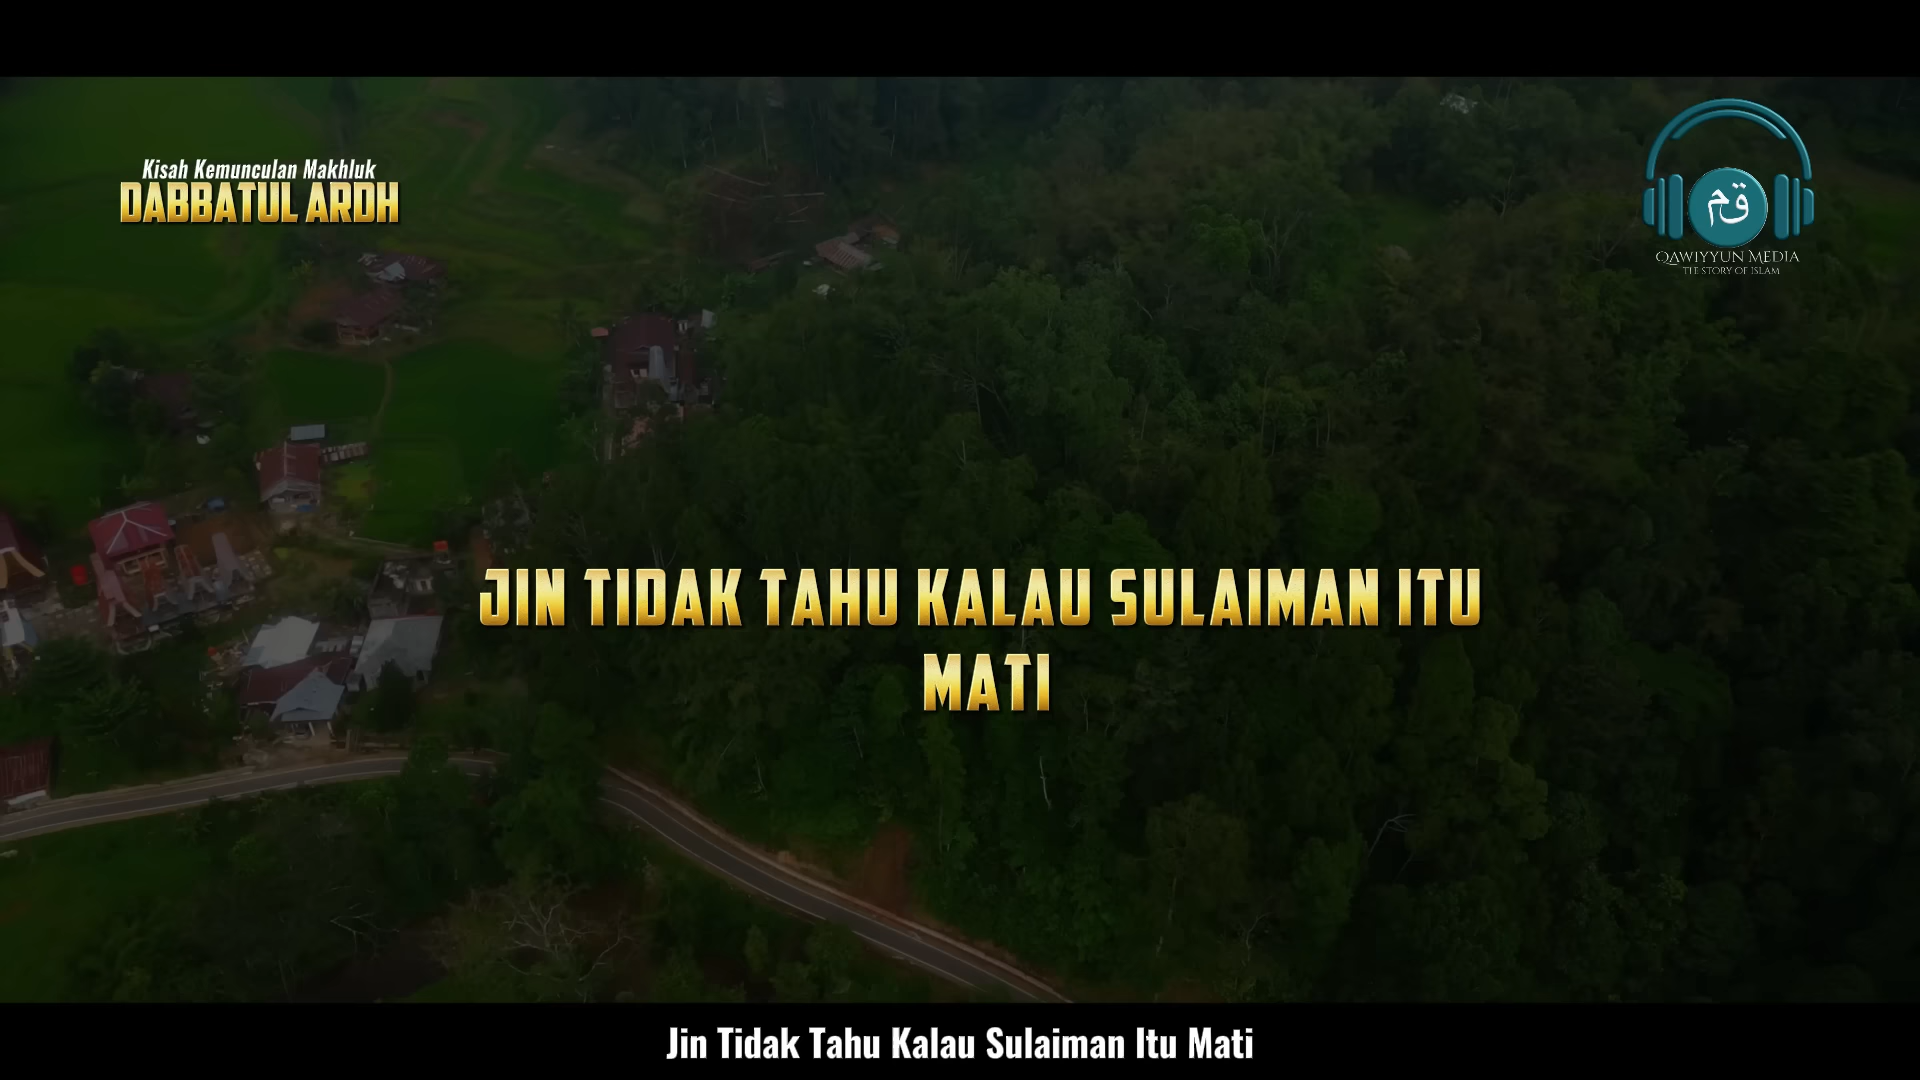 Kisah Kemunculan Makhluk
DABBATUL ARDH
قم
QAWIYYUN MEDIA
THE STORY OF ISLAM
JIN TIDAK TAHU KALAU SULAIMAN ITU
MATI
Jin Tidak Tahu Kalau Sulaiman Itu Mati